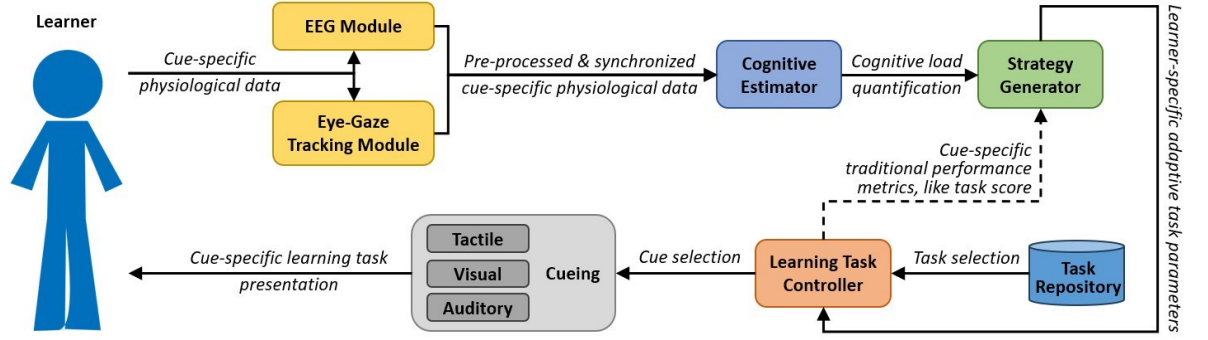 Learner
EEG Module
Cue-specific
physiological data
Eye-Gaze
Tracking Module
Pre-processed & synchronized
cue-specific physiological data
Cognitive
Estimator
Cognitive load
quantification
Strategy
Generator
Learner-specific adaptive task parameters
Cue-specific
traditional performance
metrics, like task score
Cue-specific learning task
presentation
Tactile
Visual
Auditory
Cueing
Cue selection
Learning Task
Controller
Task selection
Task
Repository